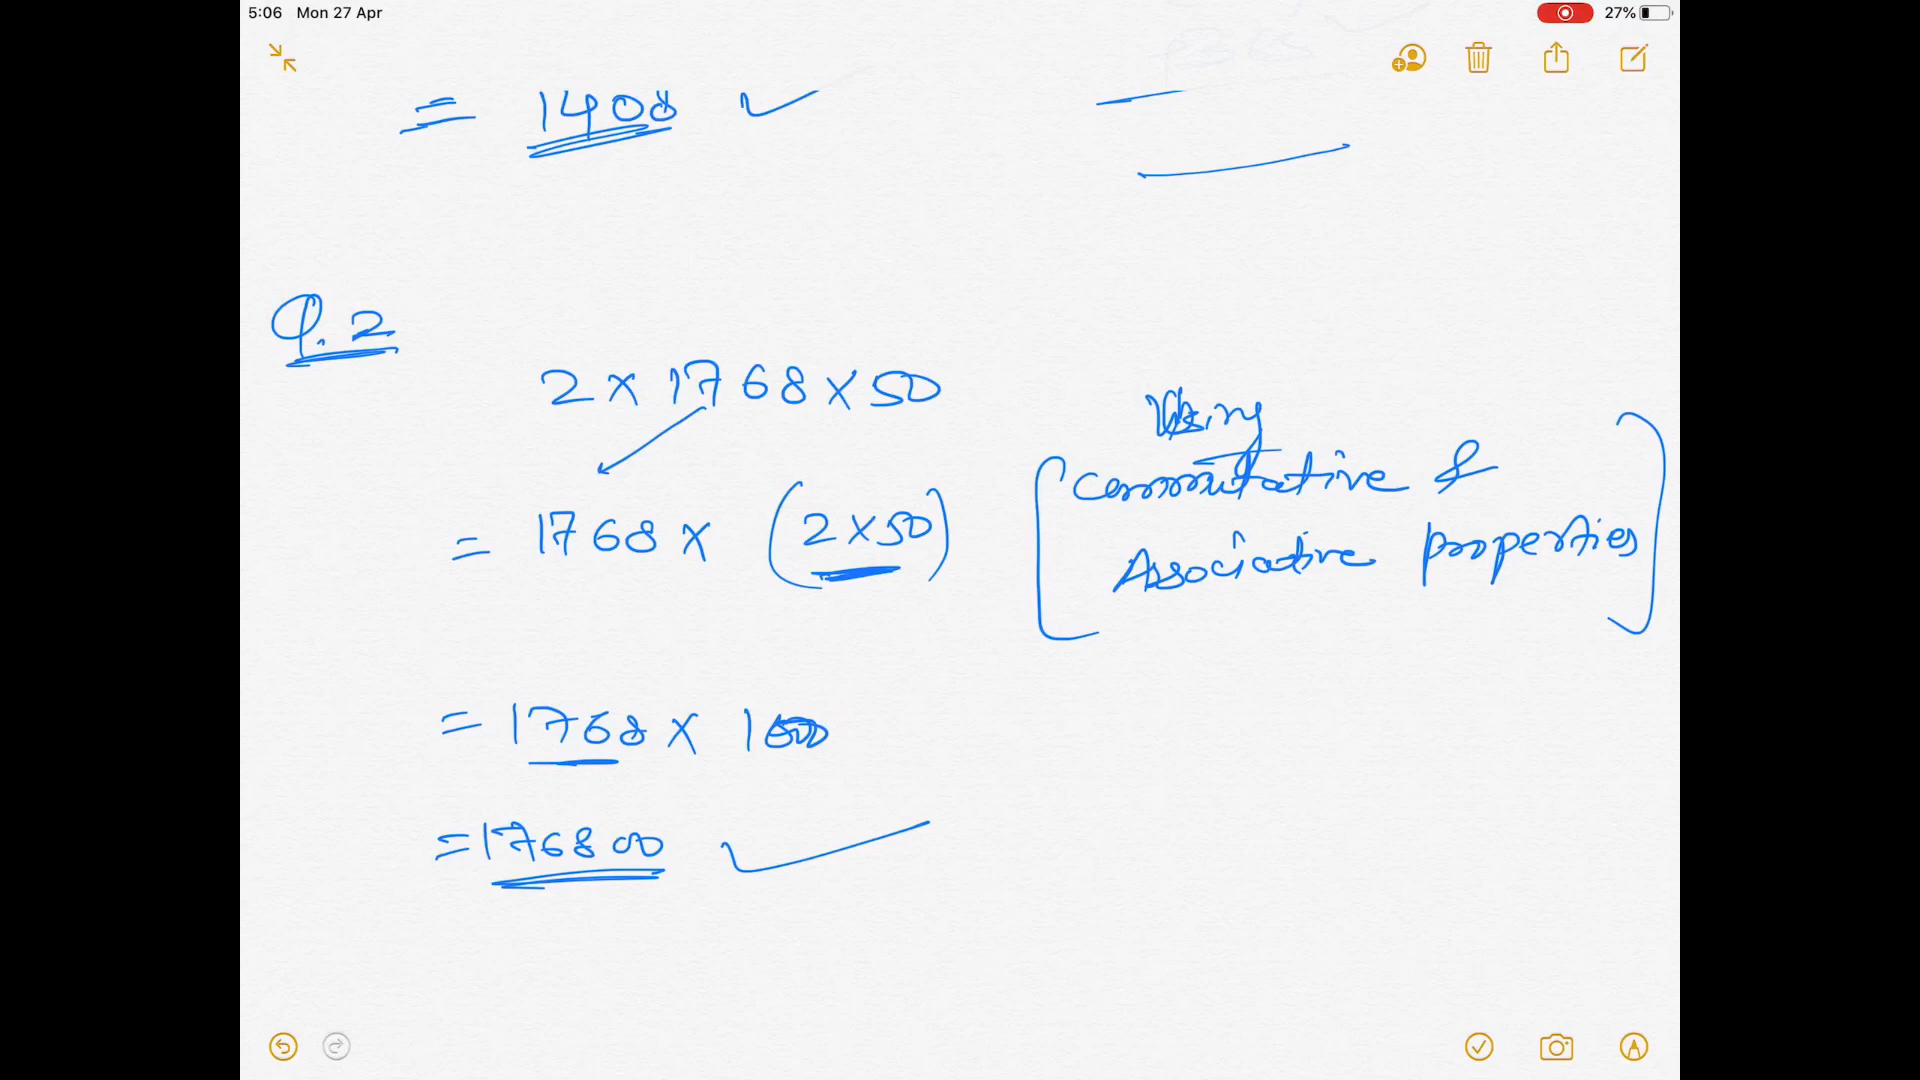 5:06 Mon 27 Apr
27%
= 1408
Q.2
2 x 1768 x 50
= 1768 x (2 x 50)
Using
Commutative &
Associative properties
= 1768 x 100
= 176800